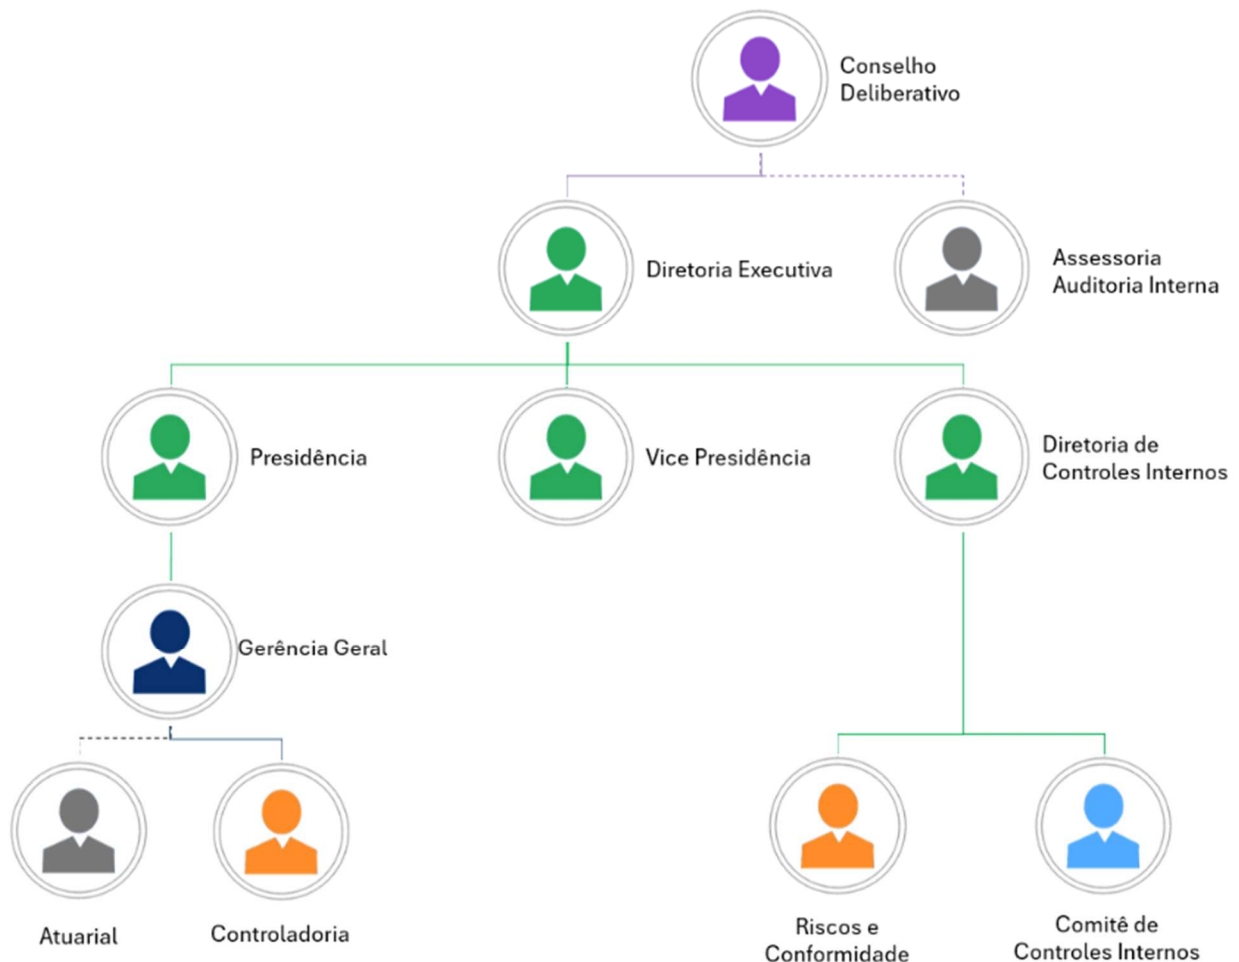 Conselho
Deliberativo
Diretoria Executiva
Assessoria
Auditoria Interna
Presidência
Vice Presidência
Diretoria de
Controles Internos
Gerência Geral
Atuarial
Controladoria
Riscos e
Conformidade
Comitê de
Controles Internos